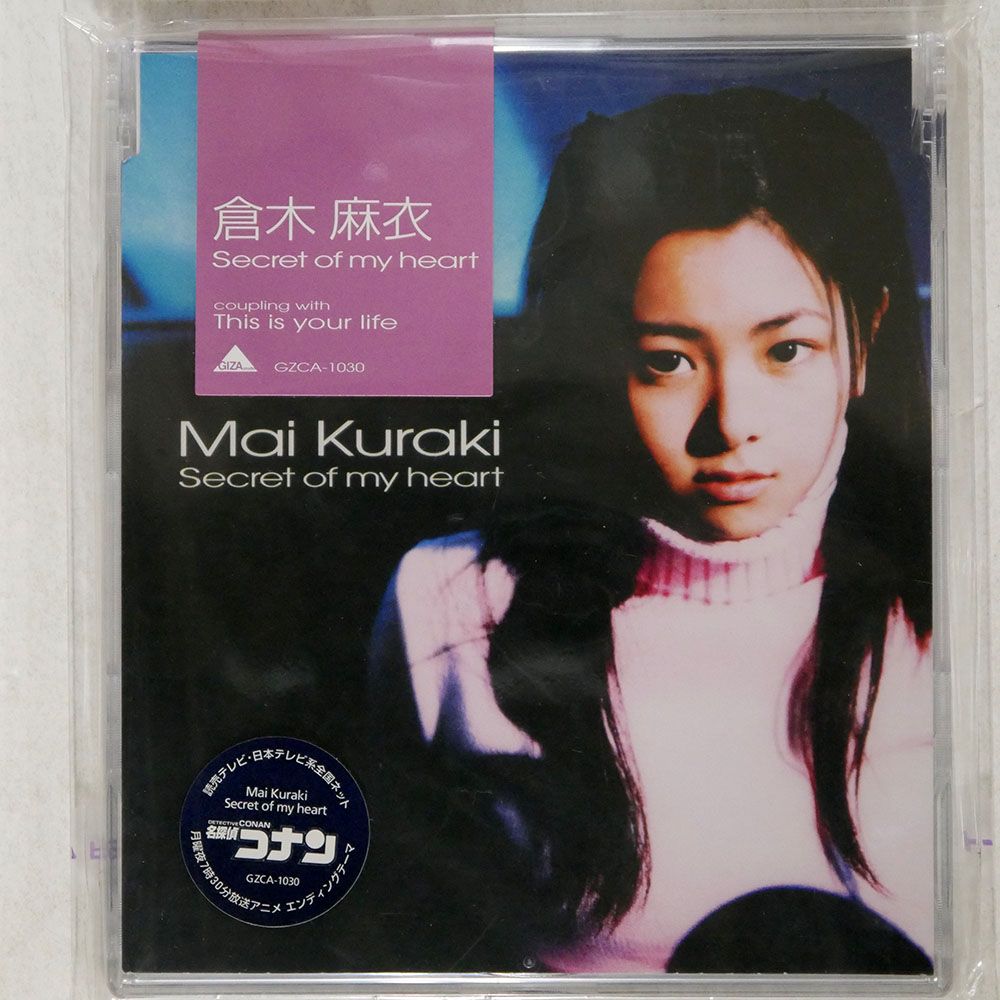 倉木 麻衣
Secret of my heart
coupling with
This is your life
GIZA
GZCA-1030
Mai Kuraki
Secret of my heart
読売テレビ・日本テレビ系全国ネット
Mai Kuraki
Secret of my heart
DETECTIVE CONAN
名探偵
コナン
GZCA-1030
月曜夜7時30分放送アニメ エンディングテーマ